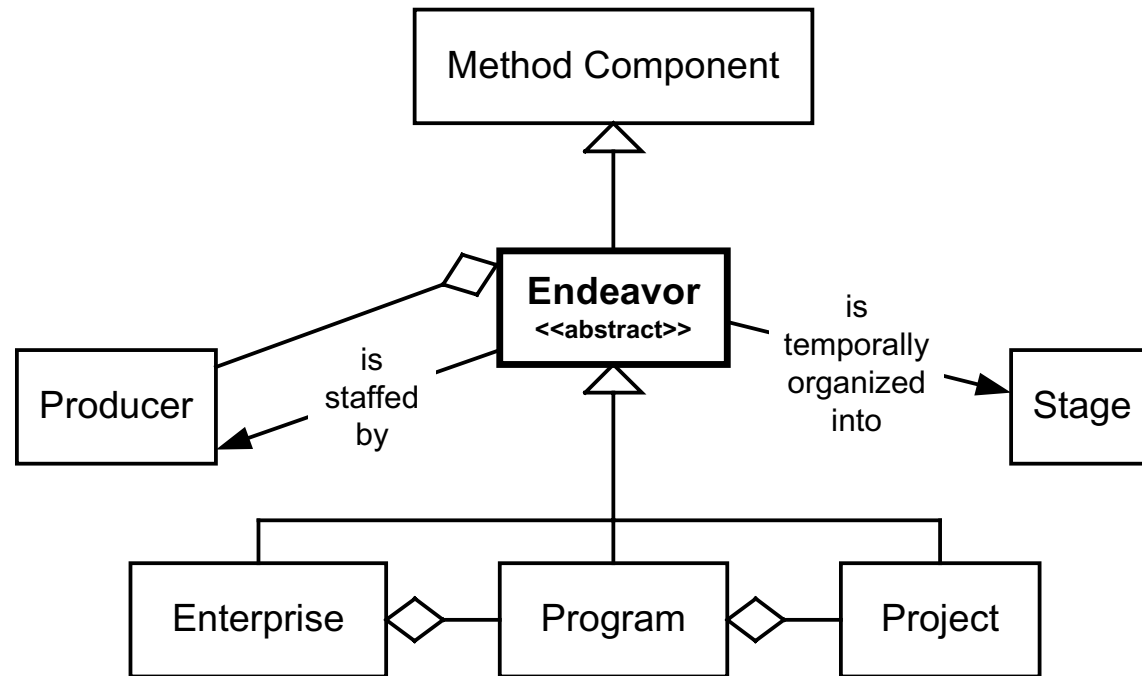 Method Component
Endeavor
<<abstract>>
is
temporally
organized
into
is
staffed
by
Producer
Stage
Enterprise
Program
Project